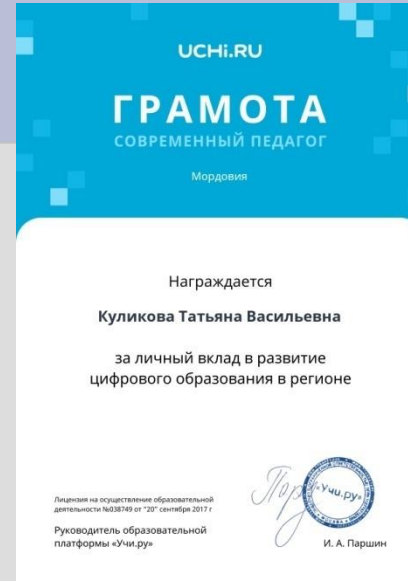 UCHi.RU
ГРАМОТА
СОВРЕМЕННЫЙ ПЕДАГОГ
Мордовия
Награждается
Куликова Татьяна Васильевна
за личный вклад в развитие
цифрового образования в регионе
Лицензия на осуществление образовательной
деятельности №038749 от "20" сентября 2017 г
Руководитель образовательной
платформы «Учи.ру»
«Учи.ру»
И. А. Паршин